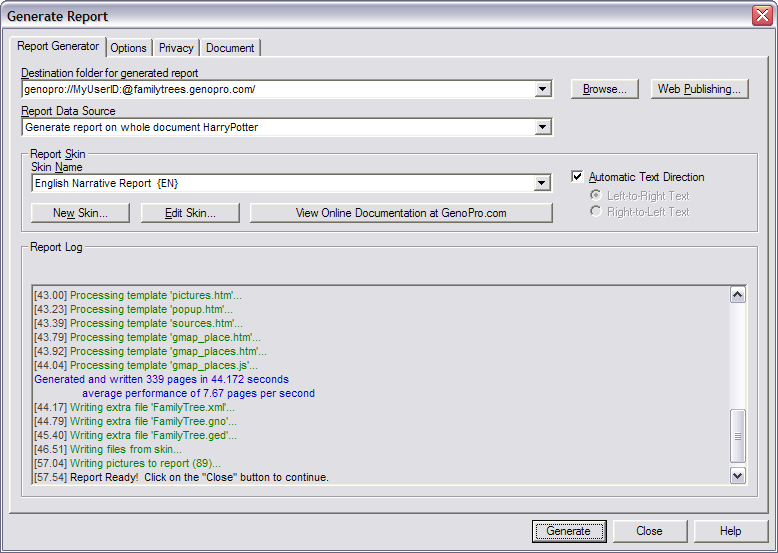 Generate Report
Report Generator Options Privacy Document
Destination folder for generated report
genopro://MyUserID:@familytrees.genopro.com/ Browse... Web Publishing...
Report Data Source
Generate report on whole document HarryPotter
Report Skin
Skin Name
English Narrative Report {EN}
Automatic Text Direction
Left-to-Right Text
Right-to-Left Text
New Skin... Edit Skin... View Online Documentation at GenoPro.com
Report Log
[43.00] Processing template 'pictures.htm'...
[43.23] Processing template 'popup.htm'...
[43.39] Processing template 'sources.htm'...
[43.79] Processing template 'gmap_place.htm'...
[43.92] Processing template 'gmap_places.htm'...
[44.04] Processing template 'gmap_places.js'...
Generated and written 339 pages in 44.172 seconds
average performance of 7.67 pages per second
[44.17] Writing extra file 'FamilyTree.xml'...
[44.79] Writing extra file 'FamilyTree.gno'...
[45.40] Writing extra file 'FamilyTree.ged'...
[46.51] Writing files from skin...
[57.04] Writing pictures to report (89)...
[57.54] Report Ready! Click on the "Close" button to continue.
Generate Close Help